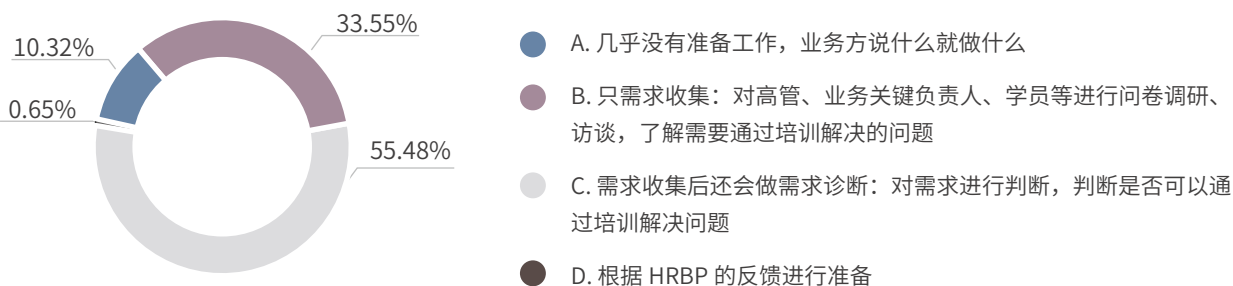 33.55%
10.32%
0.65%
55.48%
A. 几乎没有准备工作，业务方说什么就做什么
B. 只需求收集：对高管、业务关键负责人、学员等进行问卷调研、
访谈，了解需要通过培训解决的问题
C. 需求收集后还会做需求诊断：对需求进行判断，判断是否可以通
过培训解决问题
D. 根据 HRBP 的反馈进行准备